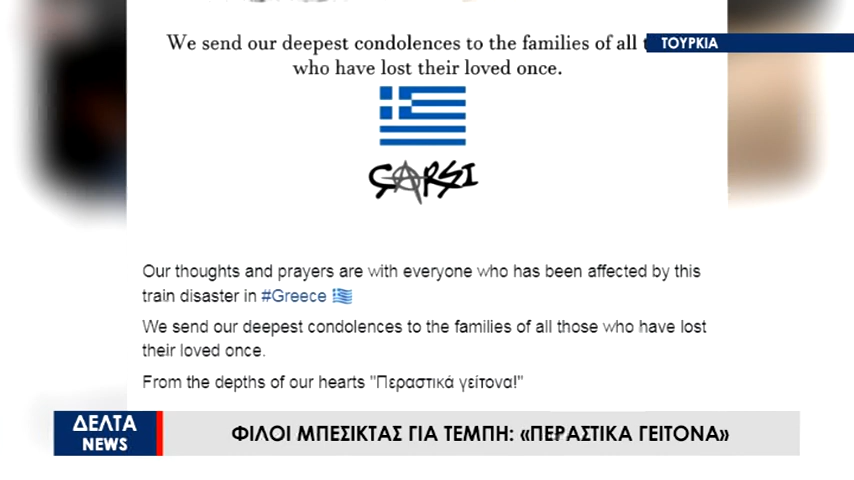 We send our deepest condolences to the families of all
ΤΟΥΡΚΙΑ
who have lost their loved once.
ÇARŞI
Our thoughts and prayers are with everyone who has been affected by this
train disaster in #Greece 🇬🇷
We send our deepest condolences to the families of all those who have lost
their loved once.
From the depths of our hearts "Περαστικά γείτονα!"
ΔΕΛΤΑ
NEWS
ΦΙΛΟΙ ΜΠΕΣΙΚΤΑΣ ΓΙΑ ΤΕΜΠΗ: «ΠΕΡΑΣΤΙΚΑ ΓΕΙΤΟΝΑ»